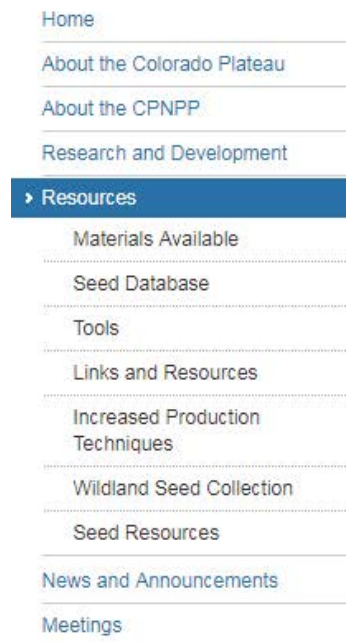 Home
About the Colorado Plateau
About the CPNPP
Research and Development
Resources
Materials Available
Seed Database
Tools
Links and Resources
Increased Production
Techniques
Wildland Seed Collection
Seed Resources
News and Announcements
Meetings